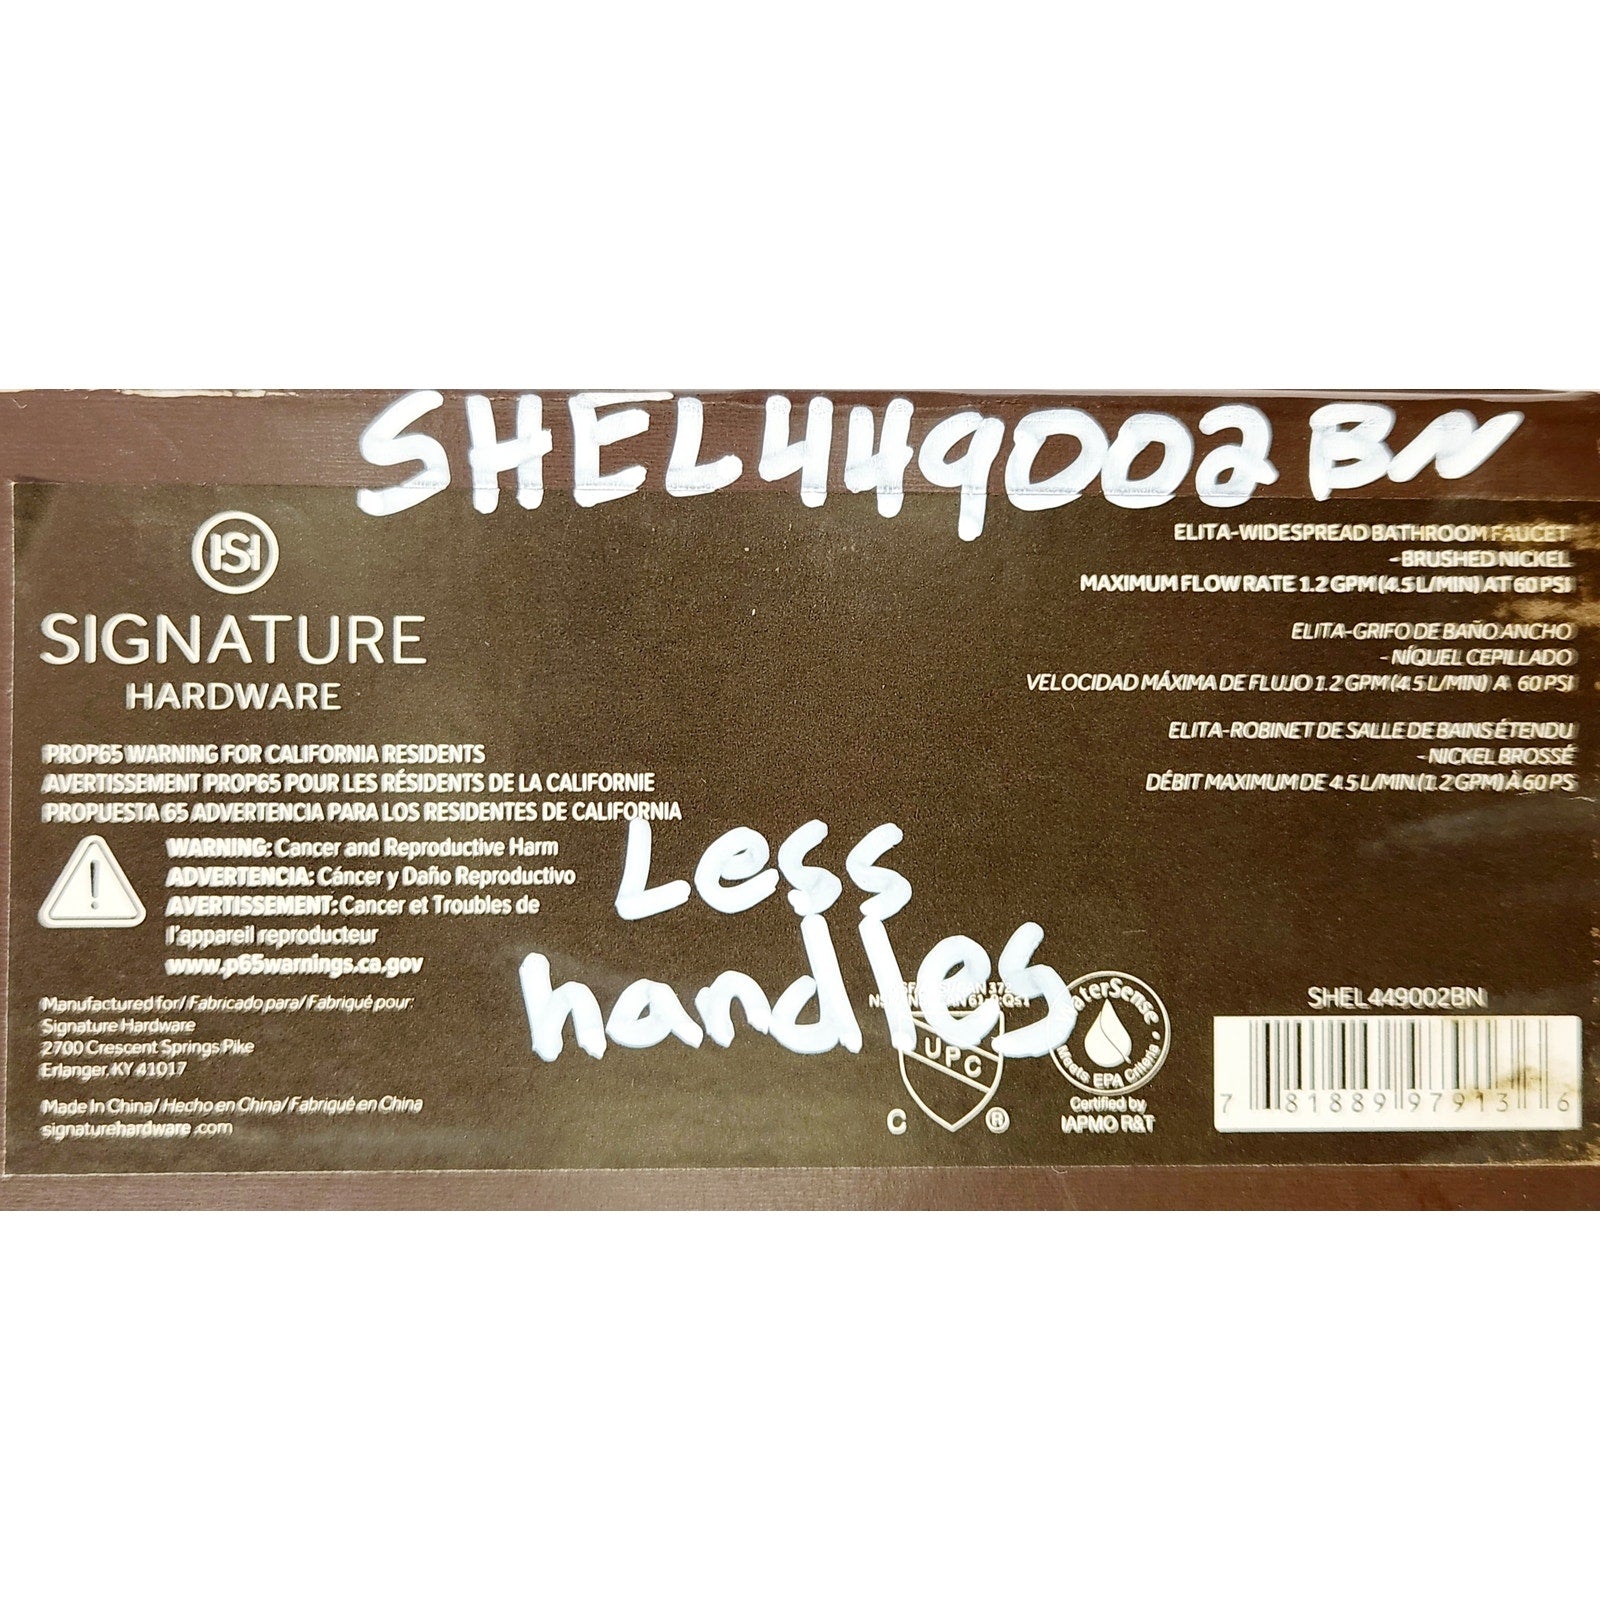 SHEL449002BN
HS
SIGNATURE
HARDWARE
ELITA-WIDESPREAD BATHROOM FAUCET
-BRUSHED NICKEL
MAXIMUM FLOW RATE 1.2 GPM (4.5 L/MIN) AT 60 PSI
ELITA-GRIFO DE BAÑO ANCHO
-NÍQUEL CEPILLADO
VELOCIDAD MÁXIMA DE FLUJO 1.2 GPM (4.5 L/MIN) A 60 PSI
ELITA-ROBINET DE SALLE DE BAINS ÉTENDU
-NICKEL BROSSÉ
DÉBIT MAXIMUM DE 4.5 L/MIN.(1.2 GPM) À 60 PS
PROP65 WARNING FOR CALIFORNIA RESIDENTS
AVERTISSEMENT PROP65 POUR LES RÉSIDENTS DE LA CALIFORNIE
PROPUESTA 65 ADVERTENCIA PARA LOS RESIDENTES DE CALIFORNIA
WARNING: Cancer and Reproductive Harm
ADVERTENCIA: Cáncer y Daño Reproductivo
AVERTISSEMENT: Cancer et Troubles de
l'appareil reproducteur
www.p65warnings.ca.gov
Less
handles
Manufactured for/ Fabricado para/ Fabriqué pour:
Signature Hardware
2700 Crescent Springs Pike
Erlanger, KY 41017
Made In China/ Hecho en China/ Fabriqué en China
signaturehardware.com
UPC
C ®
WaterSense
Meets EPA Criteria
Certified by
IAPMO R&T
SHEL449002BN
7 81889 97913 6